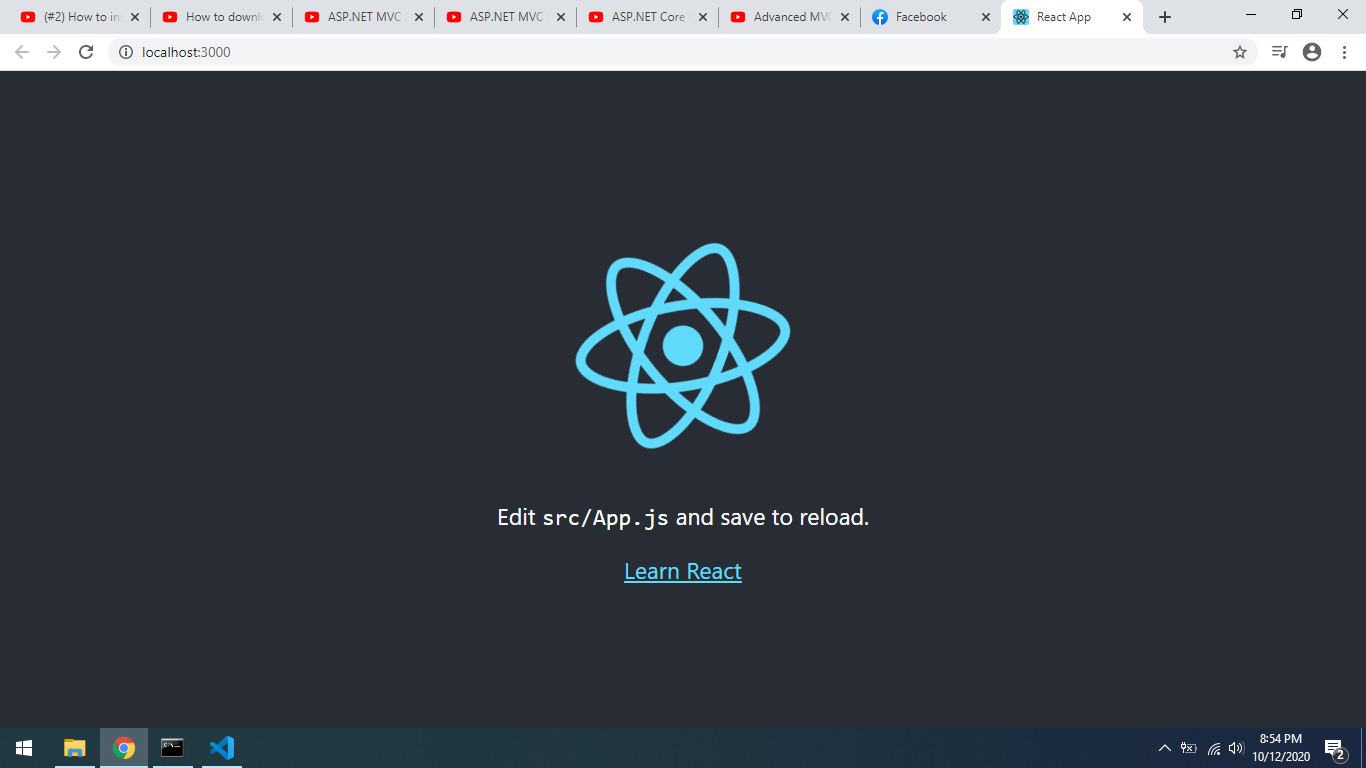 (#2) How to in
How to downl
ASP.NET MVC
ASP.NET MVC
ASP.NET Core
Advanced MV
Facebook
React App
localhost:3000
Edit src/App.js and save to reload.
Learn React
8:54 PM
10/12/2020
2